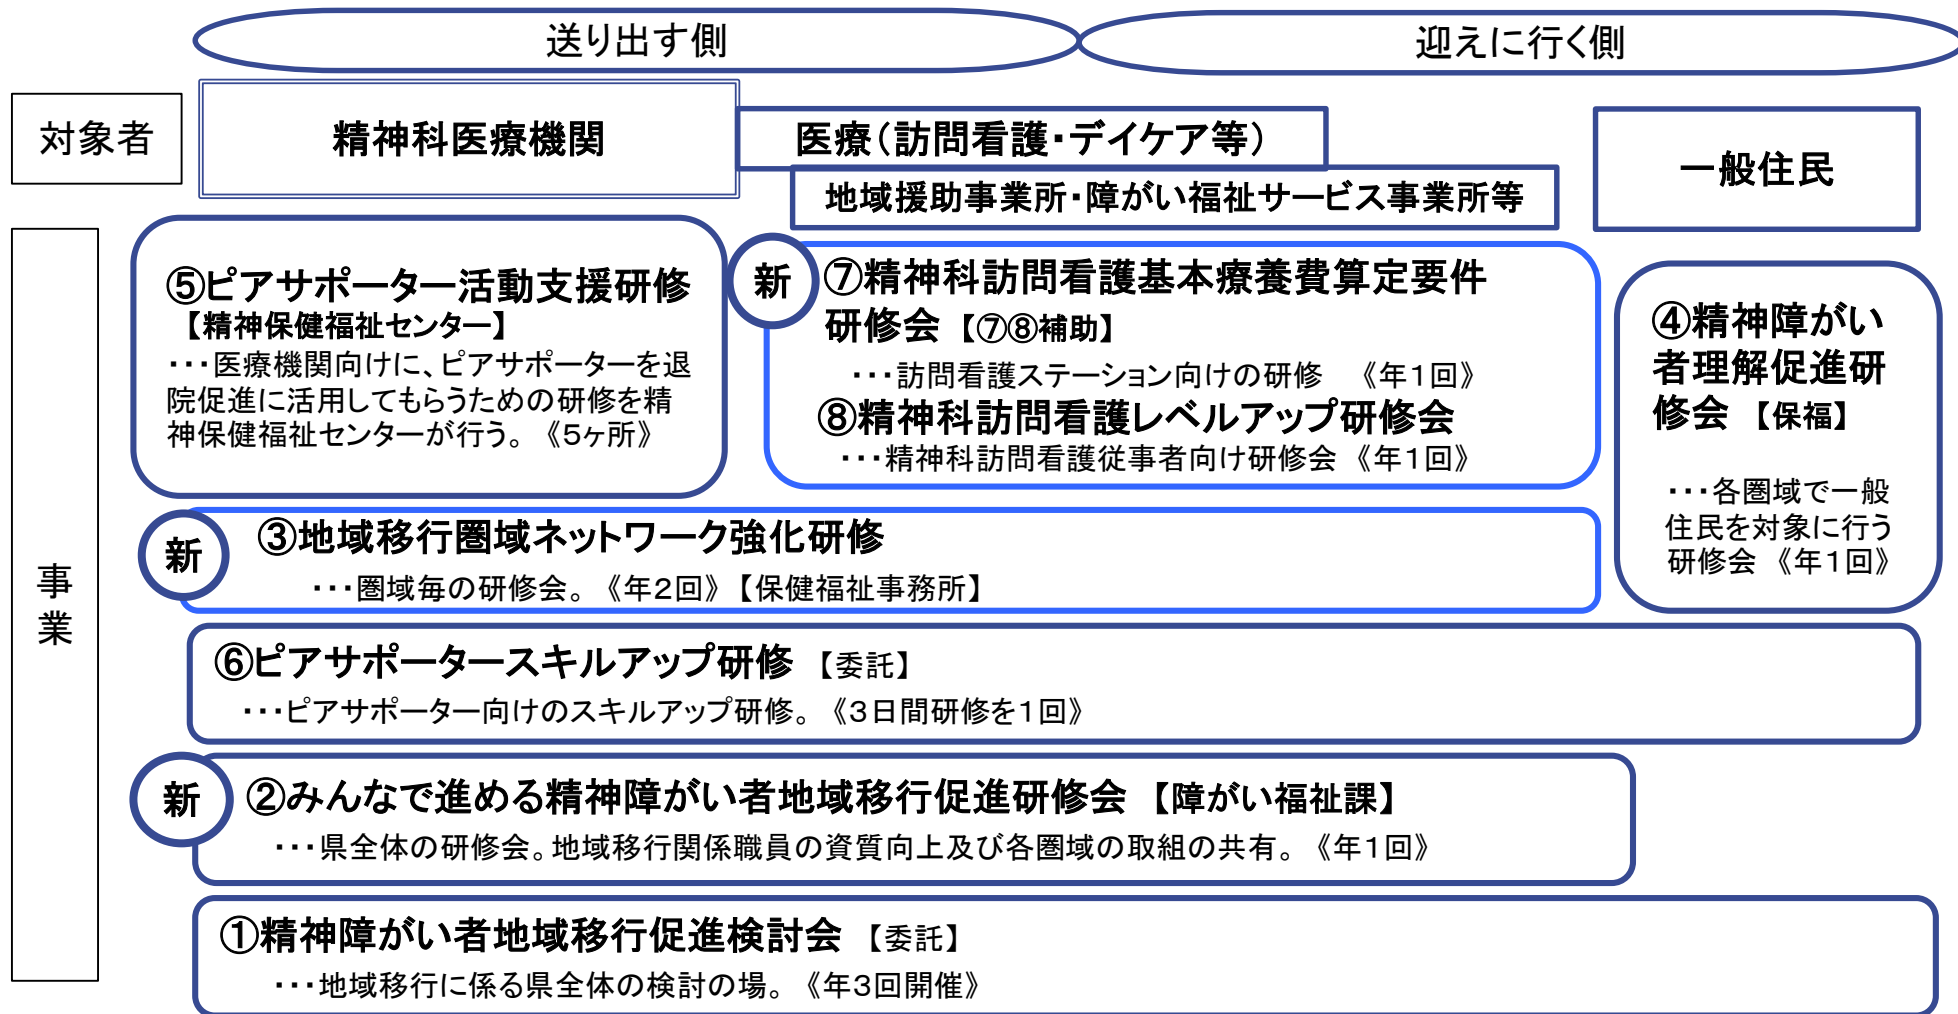 送り出す側
迎えに行く側
対象者
精神科医療機関
医療(訪問看護・デイケア等)
地域援助事業所・障がい福祉サービス事業所等
一般住民
事業
⑤ピアサポーター活動支援研修
【精神保健福祉センター】
・・・医療機関向けに、ピアサポーターを退
院促進に活用してもらうための研修を精
神保健福祉センターが行う。《5ヶ所》
新
⑦精神科訪問看護基本療養費算定要件
研修会【⑦⑧補助】
・・・訪問看護ステーション向けの研修 《年1回》
⑧精神科訪問看護レベルアップ研修会
・・・精神科訪問看護従事者向け研修会《年1回》
④精神障がい
者理解促進研
修会【保福】
・・・各圏域で一般
住民を対象に行う
研修会《年1回》
新
③地域移行圏域ネットワーク強化研修
・・・圏域毎の研修会。《年2回》【保健福祉事務所】
⑥ピアサポータースキルアップ研修【委託】
・・・ピアサポーター向けのスキルアップ研修。《3日間研修を1回》
新
②みんなで進める精神障がい者地域移行促進研修会【障がい福祉課】
・・・県全体の研修会。地域移行関係職員の資質向上及び各圏域の取組の共有。《年1回》
①精神障がい者地域移行促進検討会【委託】
・・・地域移行に係る県全体の検討の場。《年3回開催》